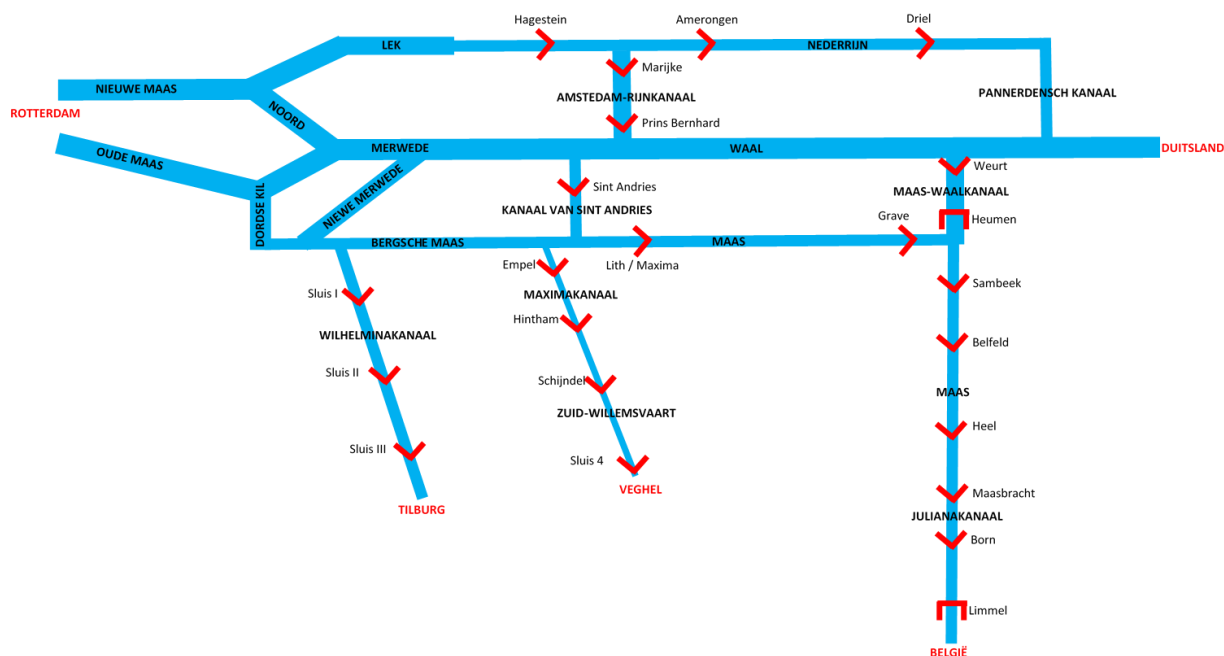 Hagestein
Amerongen
Driel
LEK
NEDERRIJN
Marijke
NIEUWE MAAS
AMSTEDAM-RIJNKANAAL
PANNERDENSCH KANAAL
ROTTERDAM
NOORD
Prins Bernhard
OUDE MAAS
MERWEDE
WAAL
DUITSLAND
Weurt
Sint Andries
MAAS-WAALKANAAL
NIEWE MERWEDE
DORDSE KIL
KANAAL VAN SINT ANDRIES
Grave
Heumen
BERGSCHE MAAS
MAAS
Empel
Lith / Maxima
Sambeek
Sluis I
MAXIMAKANAAL
Hintham
WILHELMINAKANAAL
Belfeld
Sluis II
Schijndel
MAAS
ZUID-WILLEMSVAART
Heel
Sluis III
Sluis 4
VEGHEL
Maasbracht
TILBURG
JULIANAKANAAL
Born
Limmel
BELGIË